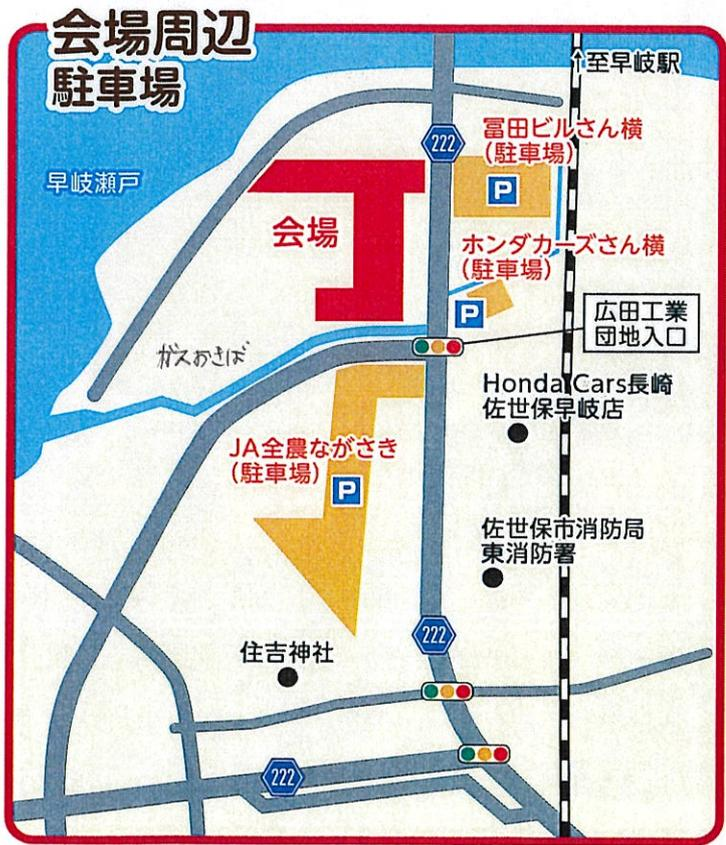 会場周辺
駐車場
↑至早岐駅
222
冨田ビルさん横
(駐車場)
P
早岐瀬戸
会場
ホンダカーズさん横
(駐車場)
P
広田工業
団地入口
ガスおきば
Honda Cars長崎
佐世保早岐店
JA全農ながさき
(駐車場)
P
佐世保市消防局
東消防署
222
住吉神社
222